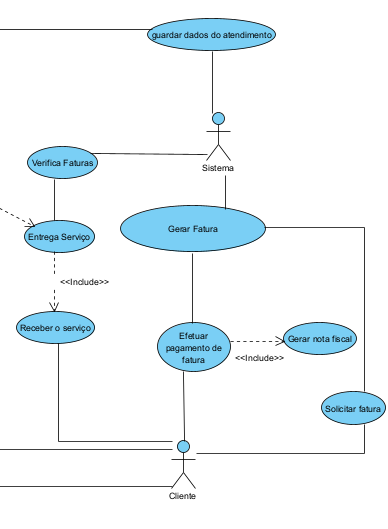 guardar dados do atendimento
Sistema
Verifica Faturas
Gerar Fatura
Entrega Serviço
<<Include>>
Receber o serviço
Efetuar
pagamento de
fatura
Gerar nota fiscal
<<Include>>
Solicitar fatura
Cliente